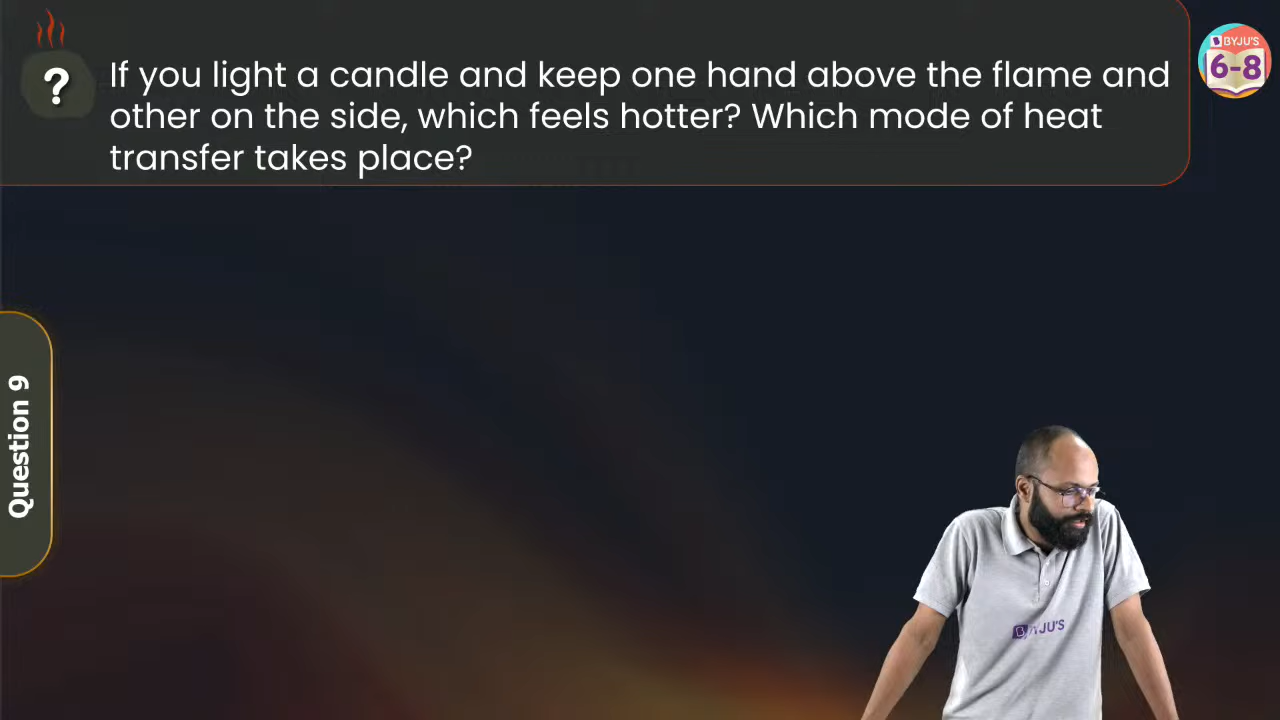 ?
If you light a candle and keep one hand above the flame and
other on the side, which feels hotter? Which mode of heat
transfer takes place?
BYJU'S
6-8
Question 9
BYJU'S